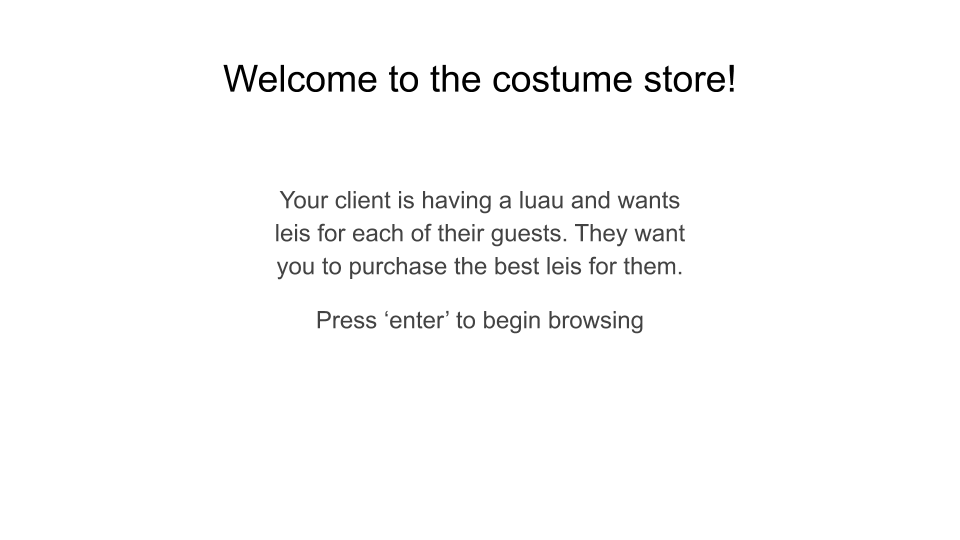 Welcome to the costume store!
Your client is having a luau and wants
leis for each of their guests. They want
you to purchase the best leis for them.
Press ‘enter’ to begin browsing